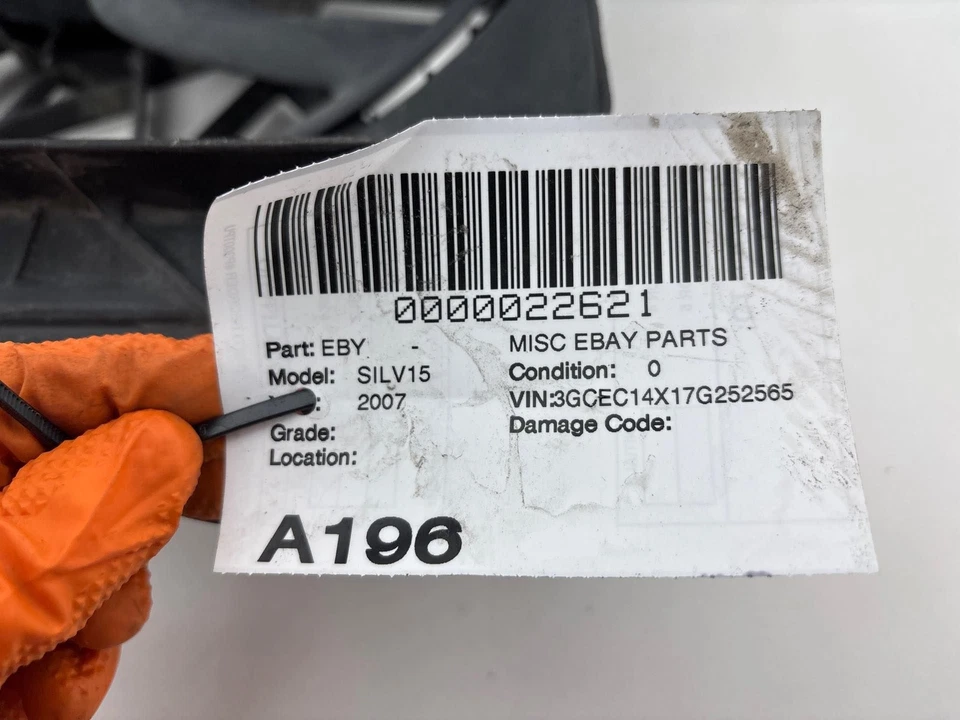 0000022621
Part: EBY - MISC EBAY PARTS
Model: SILV15 Condition: 0
: 2007 VIN:3GCEC14X17G252565
Grade: Damage Code:
Location:
A196